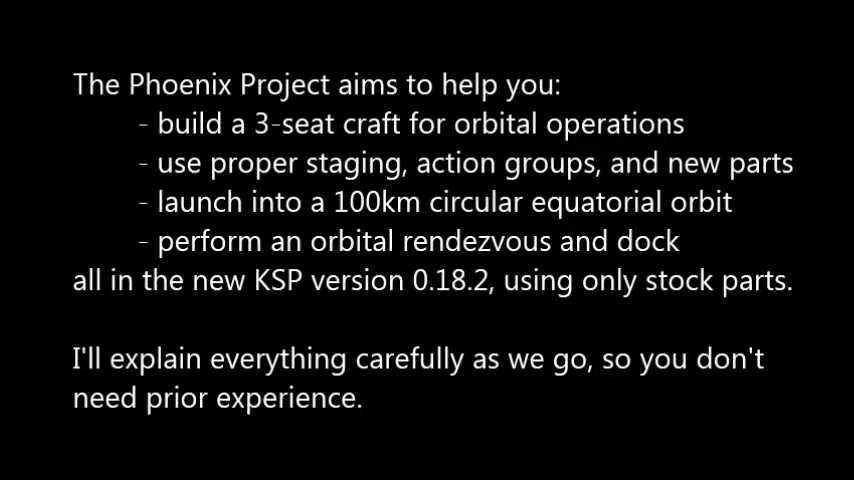 The Phoenix Project aims to help you:
- build a 3-seat craft for orbital operations
- use proper staging, action groups, and new parts
- launch into a 100km circular equatorial orbit
- perform an orbital rendezvous and dock
all in the new KSP version 0.18.2, using only stock parts.
I'll explain everything carefully as we go, so you don't
need prior experience.